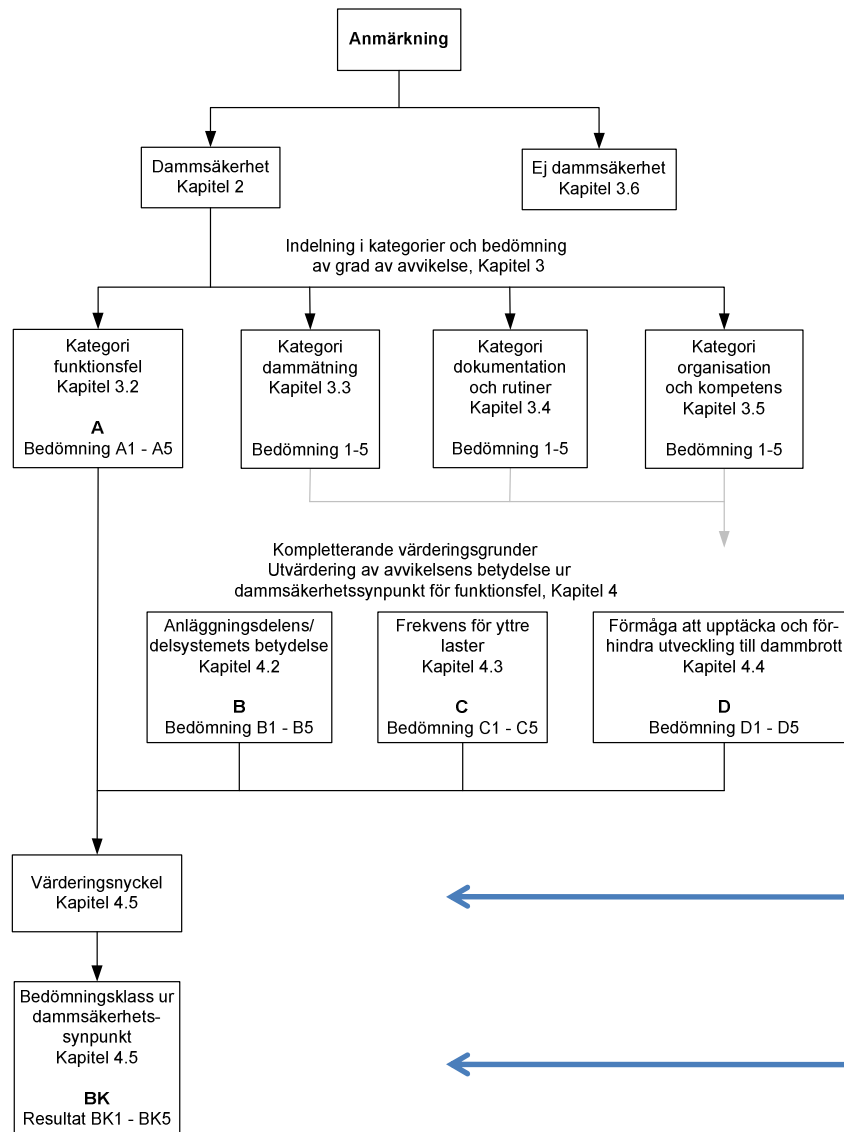 Anmärkning
Dammsäkerhet
Kapitel 2
Ej dammsäkerhet
Kapitel 3.6
Indelning i kategorier och bedömning
av grad av avvikelse, Kapitel 3
Kategori
funktionsfel
Kapitel 3.2
A
Bedömning A1 - A5
Kategori
dammätning
Kapitel 3.3
Bedömning 1-5
Kategori
dokumentation
och rutiner
Kapitel 3.4
Bedömning 1-5
Kategori
organisation
och kompetens
Kapitel 3.5
Bedömning 1-5
Kompletterande värderingsgrunder
Utvärdering av avvikelsens betydelse ur
dammsäkerhetssynpunkt för funktionsfel, Kapitel 4
Anläggningsdelens/
delsystemets betydelse
Kapitel 4.2
B
Bedömning B1 - B5
Frekvens för yttre
laster
Kapitel 4.3
C
Bedömning C1 - C5
Förmåga att upptäcka och för-
hindra utveckling till dammbrott
Kapitel 4.4
D
Bedömning D1 - D5
Värderingsnyckel
Kapitel 4.5
Bedömningsklass ur
dammsäkerhets-
synpunkt
Kapitel 4.5
BK
Resultat BK1 - BK5